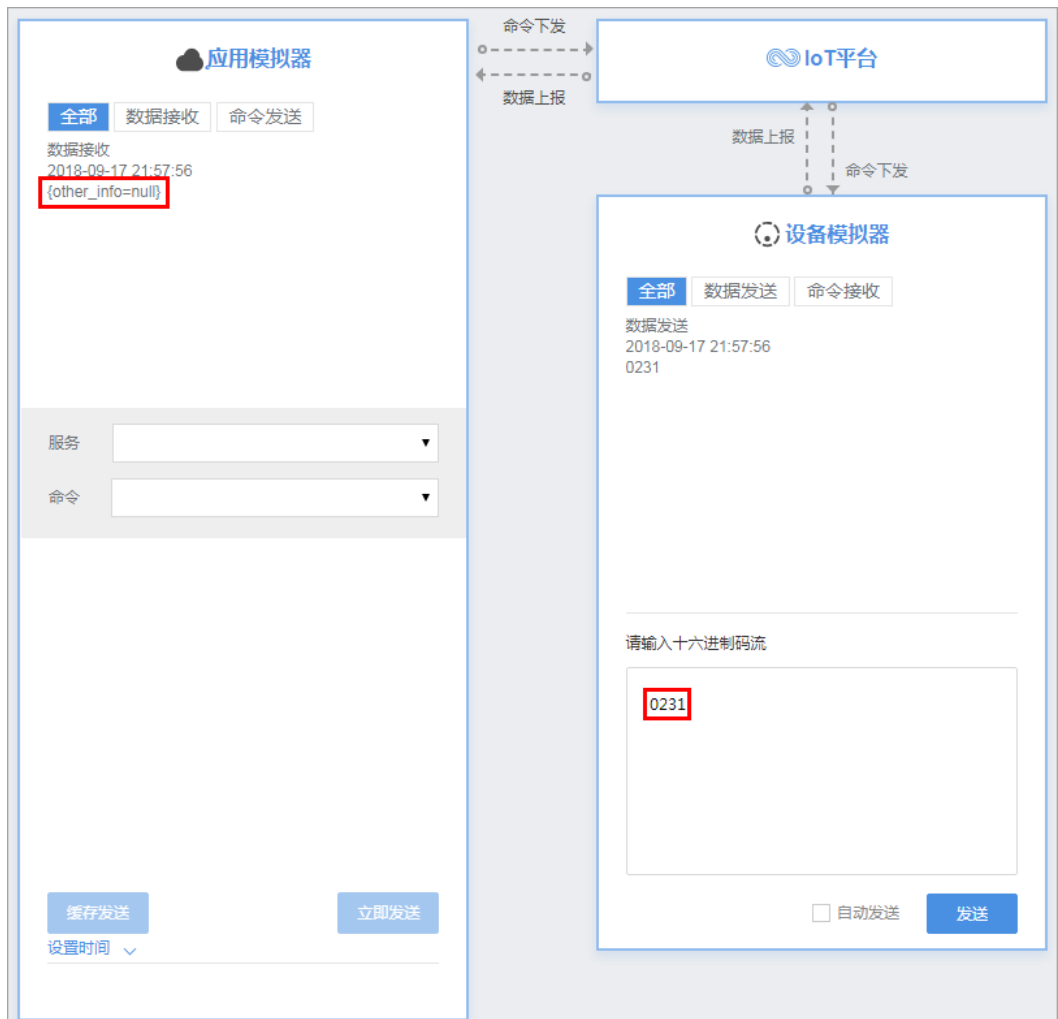 应用模拟器
全部 数据接收 命令发送
数据接收
2018-09-17 21:57:56
{other_info=null}
服务
命令
缓存发送 立即发送
设置时间
命令下发
数据上报
IoT平台
数据上报
命令下发
设备模拟器
全部 数据发送 命令接收
数据发送
2018-09-17 21:57:56
0231
请输入十六进制码流
0231
自动发送 发送